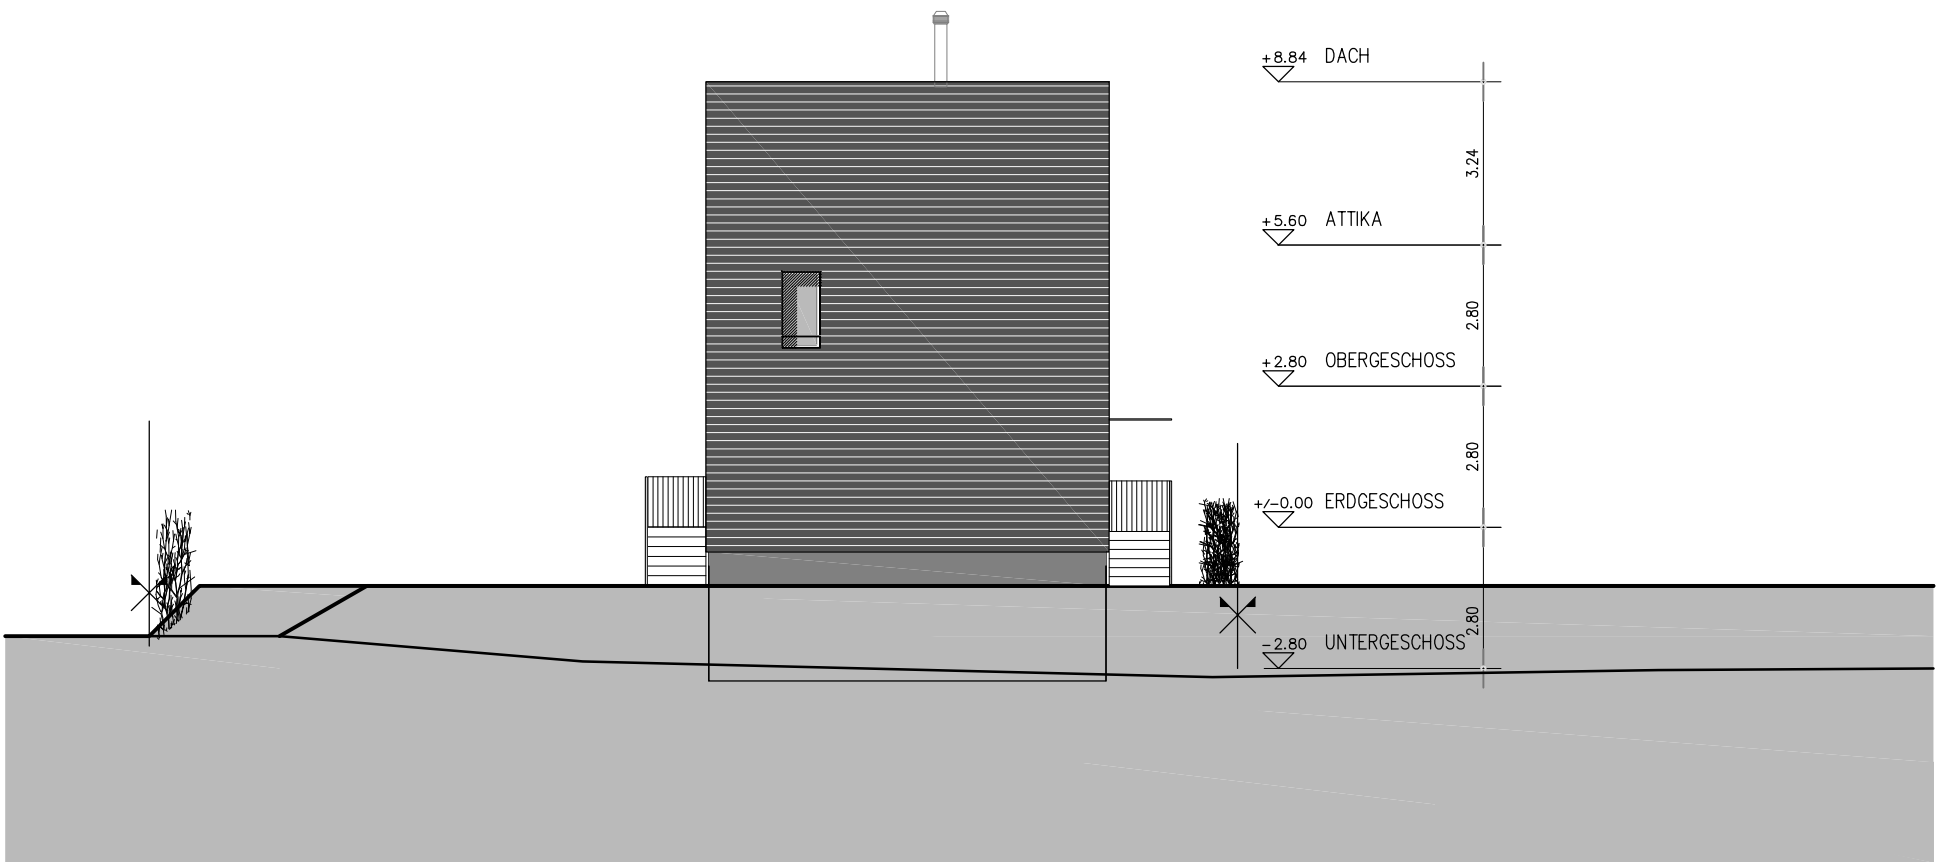 +8.84 DACH
3.24
+5.60 ATTIKA
2.80
+2.80 OBERGESCHOSS
2.80
+/-0.00 ERDGESCHOSS
2.80
-2.80 UNTERGESCHOSS